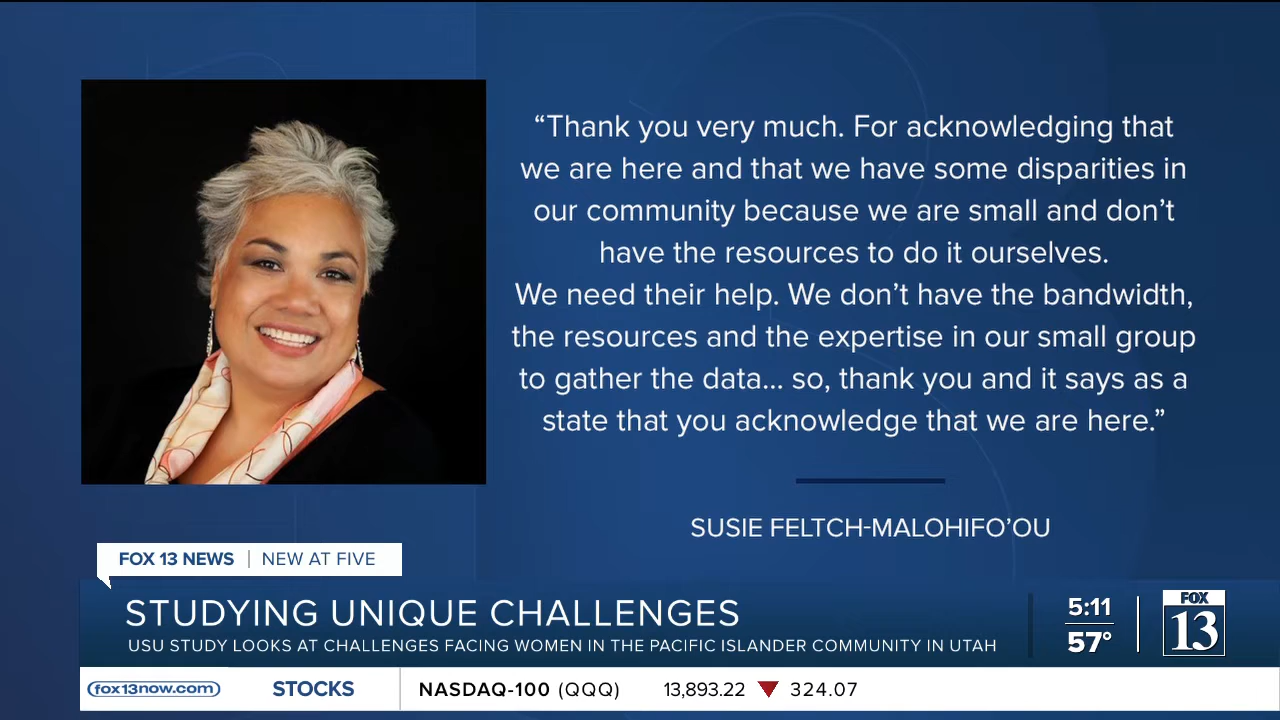 “Thank you very much. For acknowledging that
we are here and that we have some disparities in
our community because we are small and don’t
have the resources to do it ourselves.
We need their help. We don’t have the bandwidth,
the resources and the expertise in our small group
to gather the data... so, thank you and it says as a
state that you acknowledge that we are here.”
SUSIE FELTCH-MALOHIFO’OU
FOX 13 NEWS | NEW AT FIVE
STUDYING UNIQUE CHALLENGES
USU STUDY LOOKS AT CHALLENGES FACING WOMEN IN THE PACIFIC ISLANDER COMMUNITY IN UTAH
5:11
57°
FOX
13
fox13now.com STOCKS NASDAQ-100 (QQQ) 13,893.22 ▼ 324.07